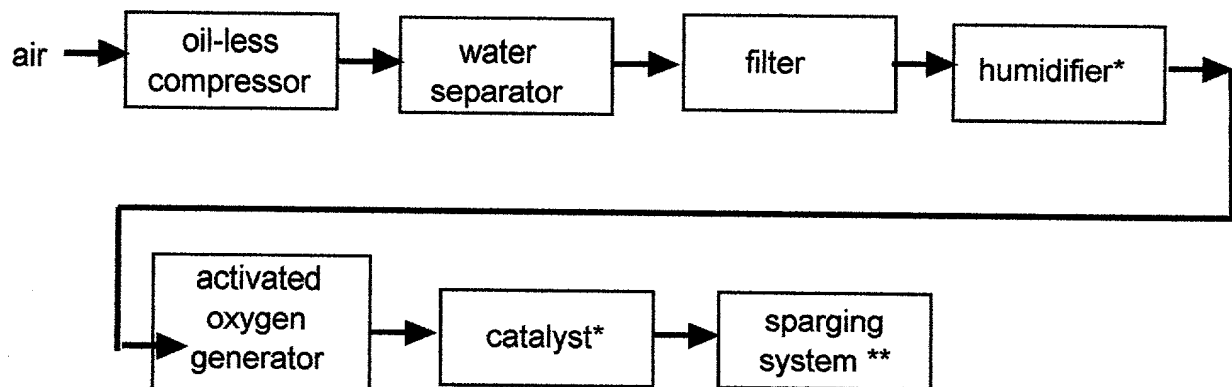 air
oil-less
compressor
water
separator
filter
humidifier*
activated
oxygen
generator
catalyst*
sparging
system **